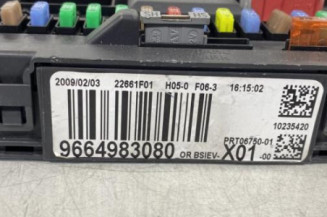 2009/02/03 22661F01 H05-0 F06-3 16:15:02
10235420
PRT06750-01
9664983080 OR BSIEV- X01 -00